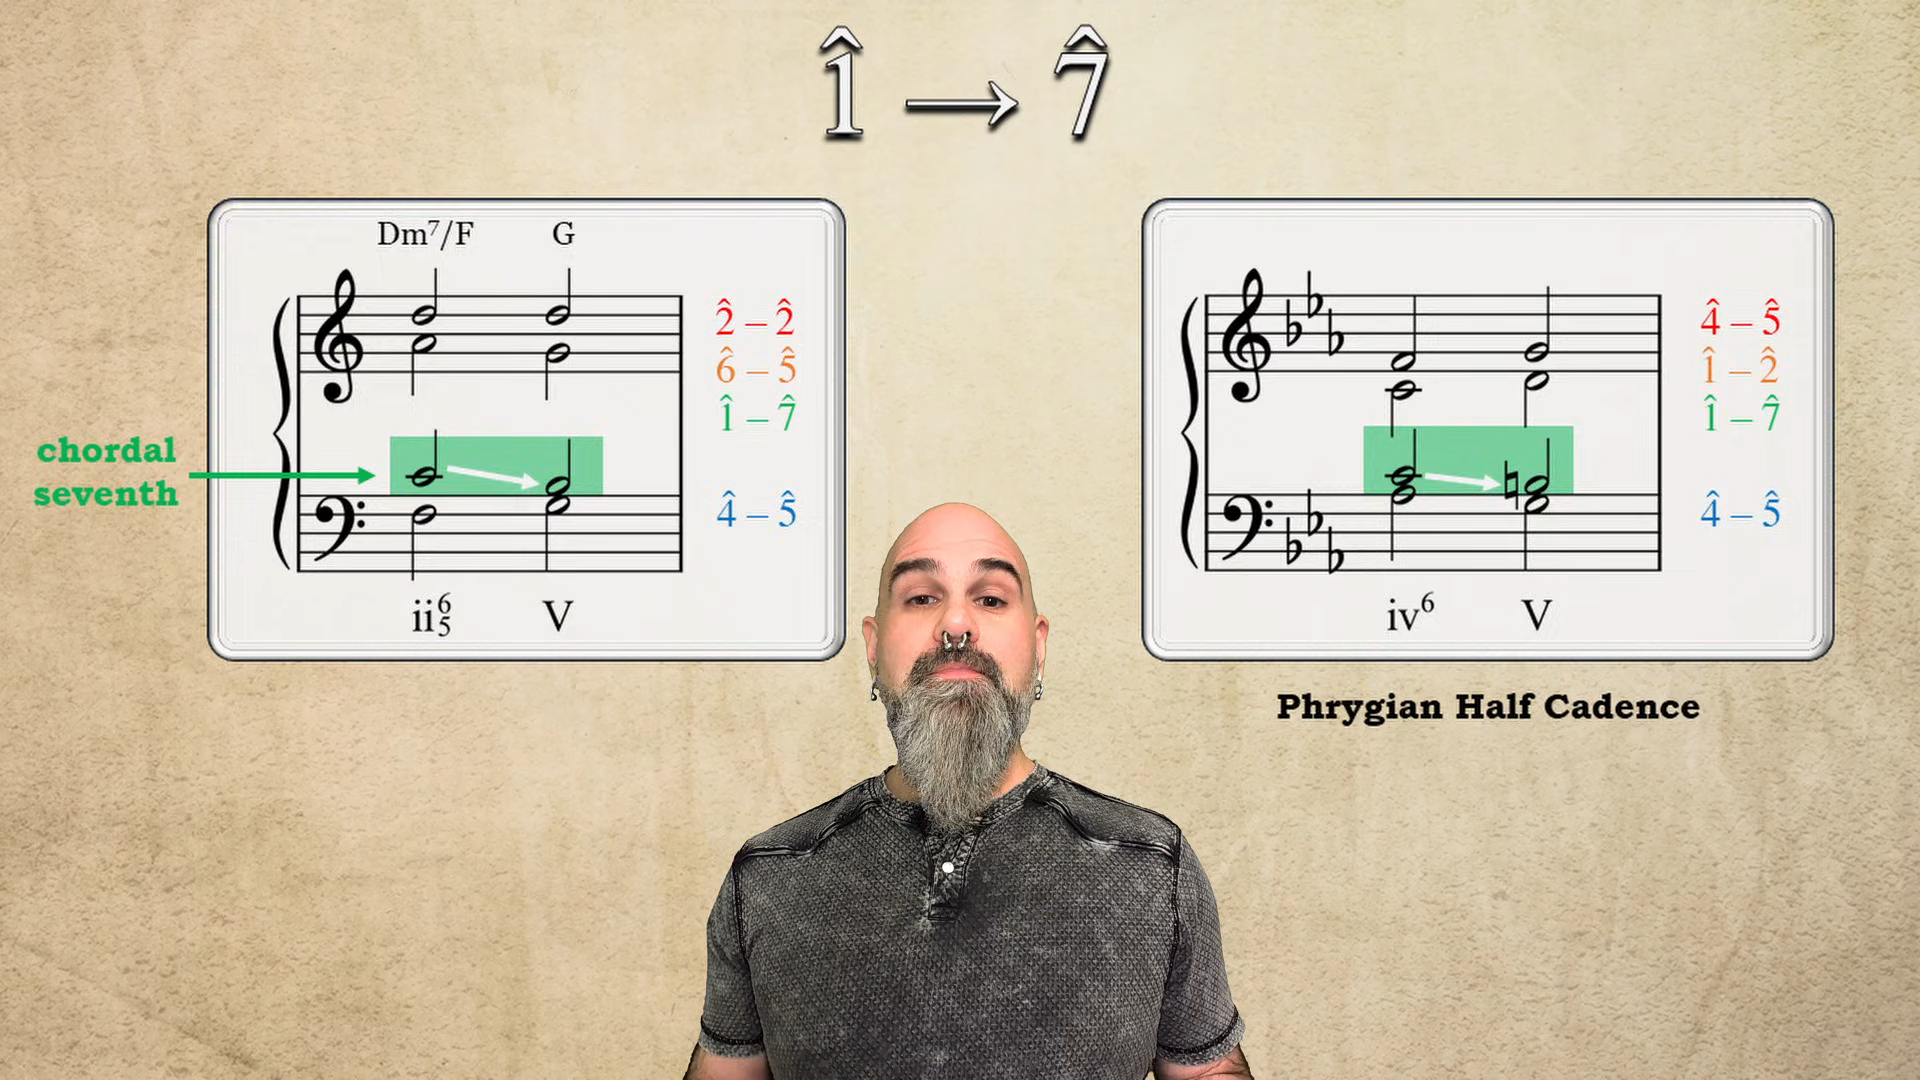 1̂ → 7̂
Dm⁷/F G
2̂ – 2̂
6̂ – 5̂
1̂ – 7̂
4̂ – 5̂
chordal
seventh
ii⁶₅ V
4̂ – 5̂
1̂ – 2̂
1̂ – 7̂
4̂ – 5̂
iv⁶ V
Phrygian Half Cadence